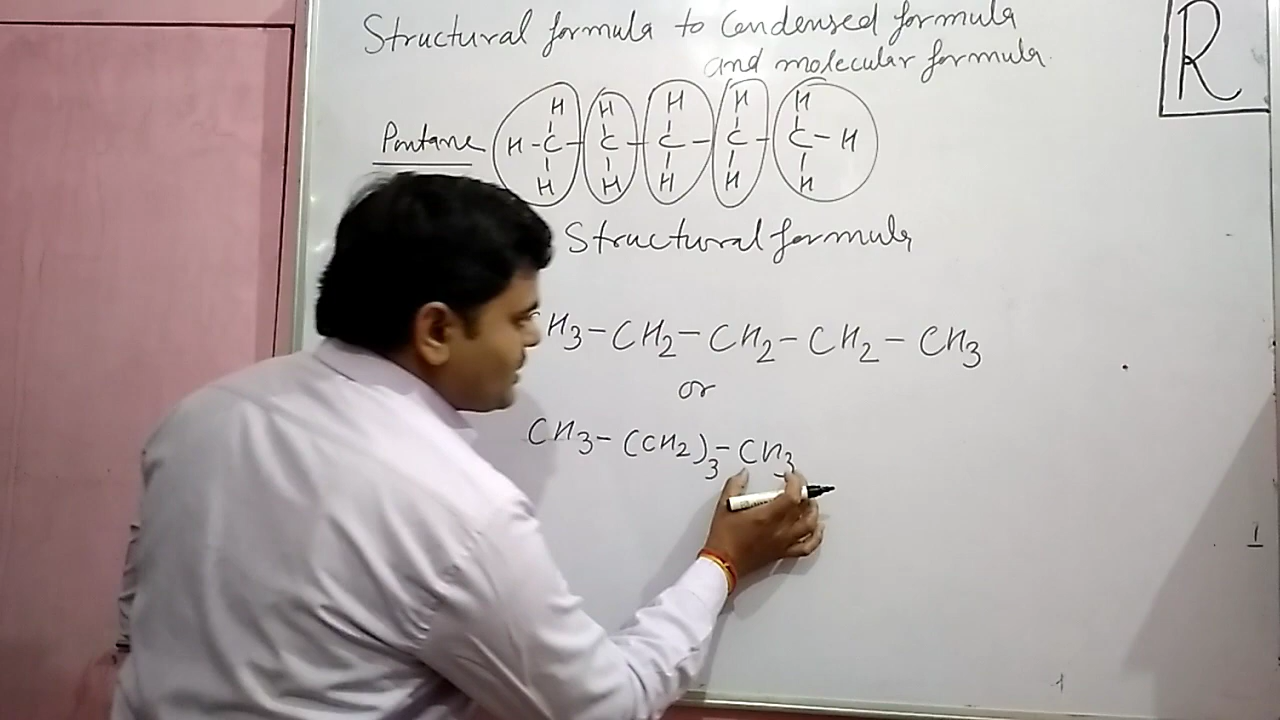 Structural formula to Condensed formula
and molecular formula.
R
H H H H H
Pentane H-C-C-C-C-C-H
H H H H H
Structural formula
H3-CH2-CH2-CH2-CH3
or
CH3-(CH2)3-CH3